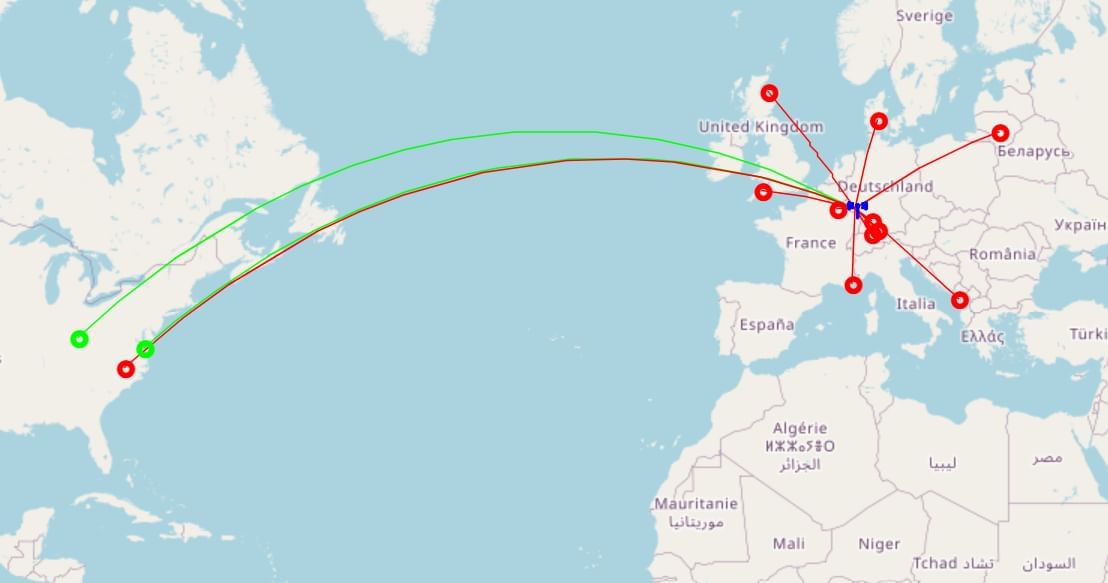 Sverige
United Kingdom
Беларусь
Deutschland
Україн
France
România
Italia
España
Türki
Ελλάς
Algérie
ⵍⵣⵣⴰⵢⴻⵔ
الجزائر
ليبيا
مصر
Mauritanie
موريتانيا
Mali
Niger
Tchad تشاد
السودان